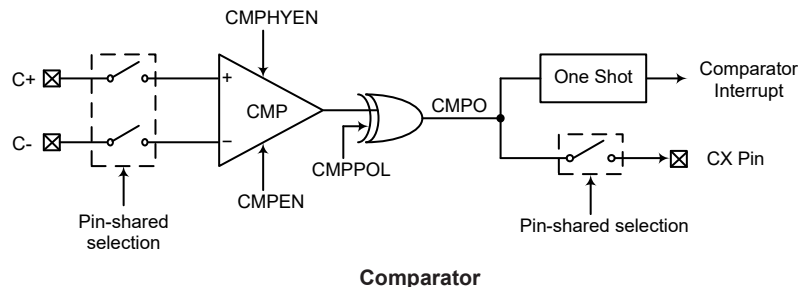 CMPHYEN
C+
+
CMP
C-
−
CMPO
One Shot
Comparator
Interrupt
CMPPOL
CX Pin
CMPEN
Pin-shared
selection
Pin-shared selection
Comparator